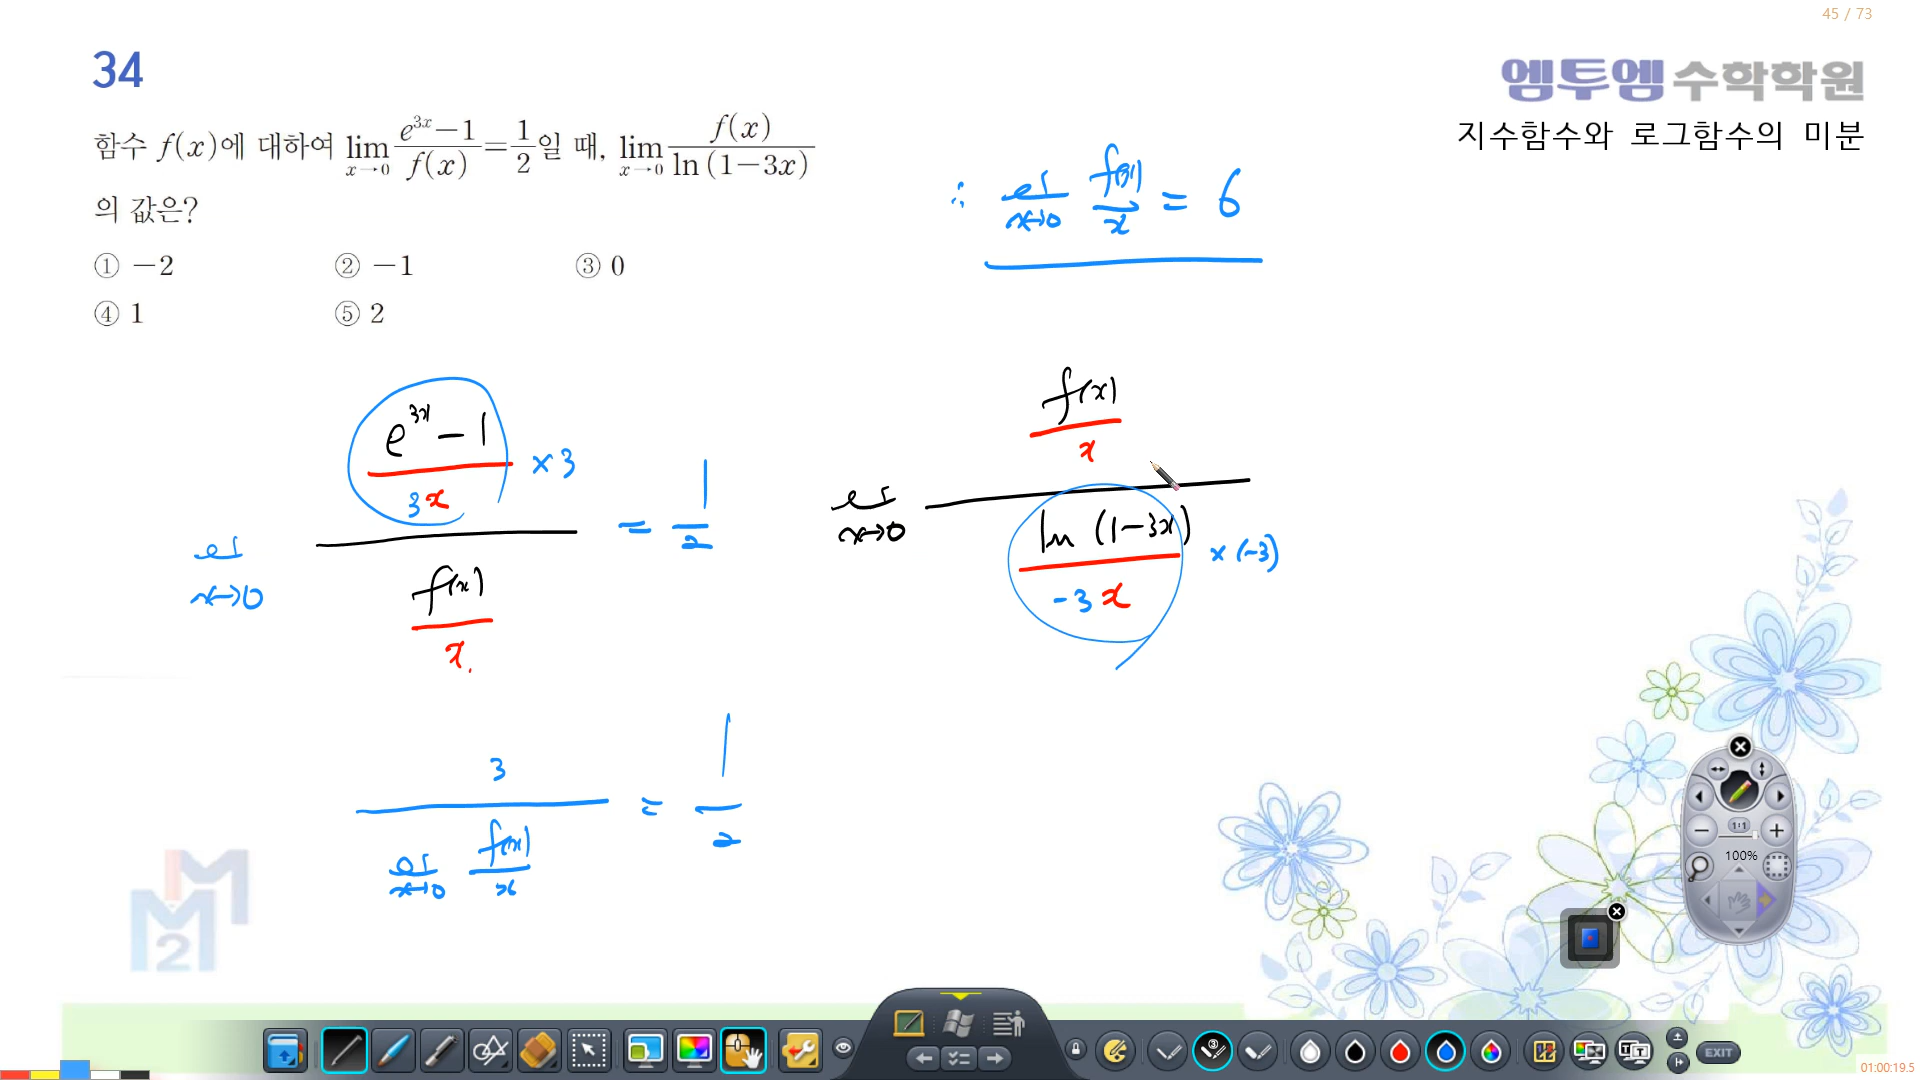 45 / 73
34
엠투엠수학학원
지수함수와 로그함수의 미분
함수 f(x)에 대하여 lim_{x→0} (e^{3x}−1)/f(x) = 1/2일 때, lim_{x→0} f(x)/ln(1−3x)
의 값은?
① −2 ② −1 ③ 0
④ 1 ⑤ 2
∴ lim_{x→0} f(x)/x = 6
lim_{x→0} ((e^{3x}−1)/(3x) ×3)/(f(x)/x) = 1/2
lim_{x→0} (f(x)/x)/(ln(1−3x)/(−3x) ×(−3))
3/(lim_{x→0} f(x)/x) = 1/2
M2M
1:1
100%
EXIT
01:00:19.5